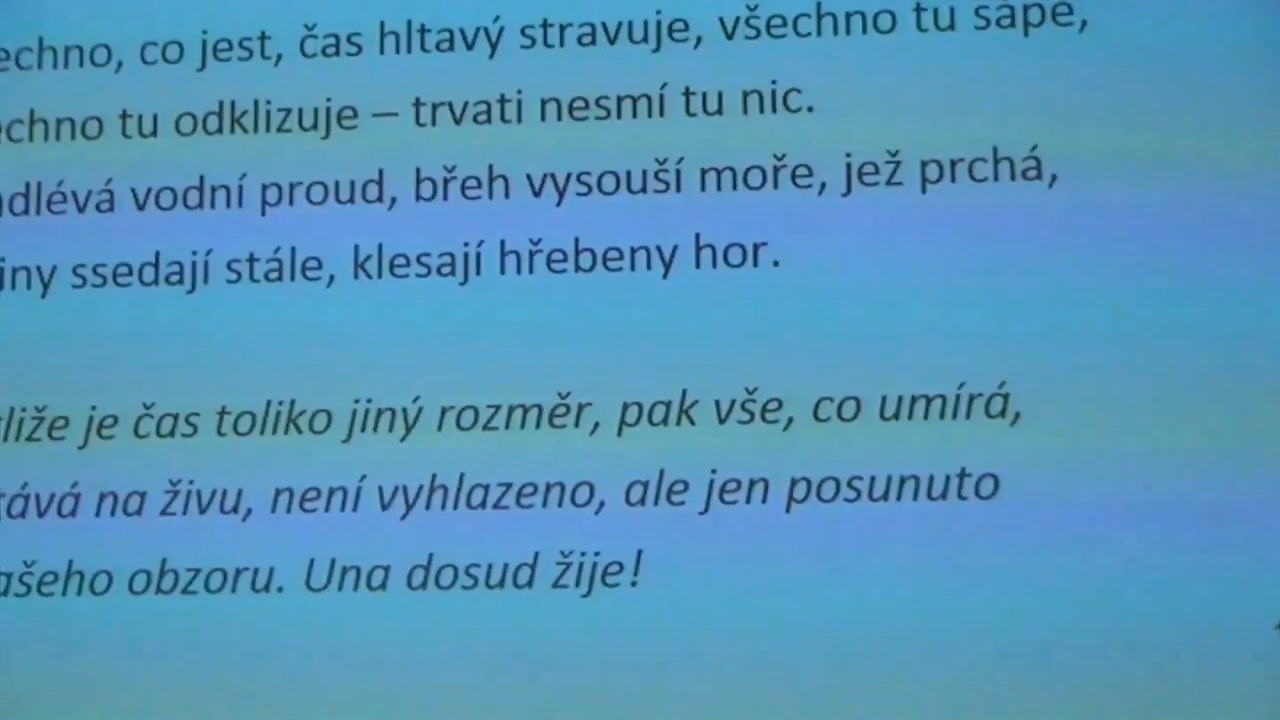 echno, co jest, čas hltavý stravuje, všechno tu sápe,
chno tu odklizuje – trvati nesmí tu nic.
dlévá vodní proud, břeh vysouší moře, jež prchá,
iny ssedají stále, klesají hřebeny hor.
liže je čas toliko jiný rozměr, pak vše, co umírá,
ává na živu, není vyhlazeno, ale jen posunuto
ašeho obzoru. Una dosud žije!